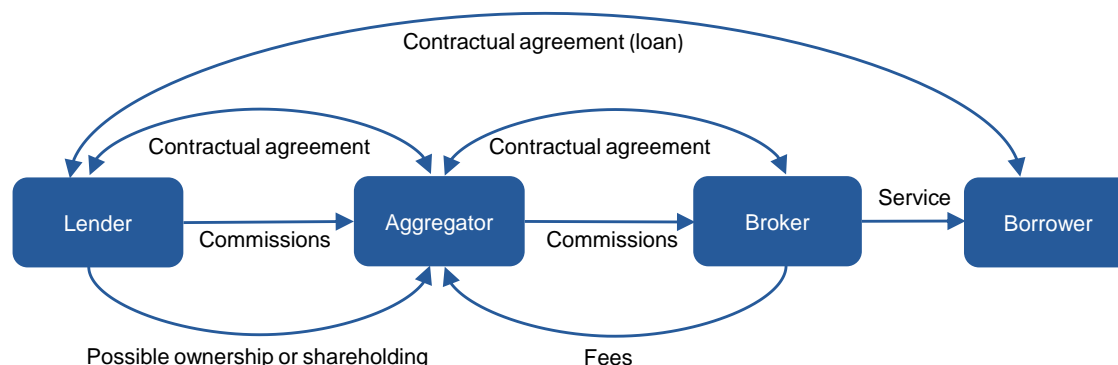 Contractual agreement (loan)
Contractual agreement
Contractual agreement
Lender
Commissions
Aggregator
Commissions
Broker
Service
Borrower
Possible ownership or shareholding
Fees